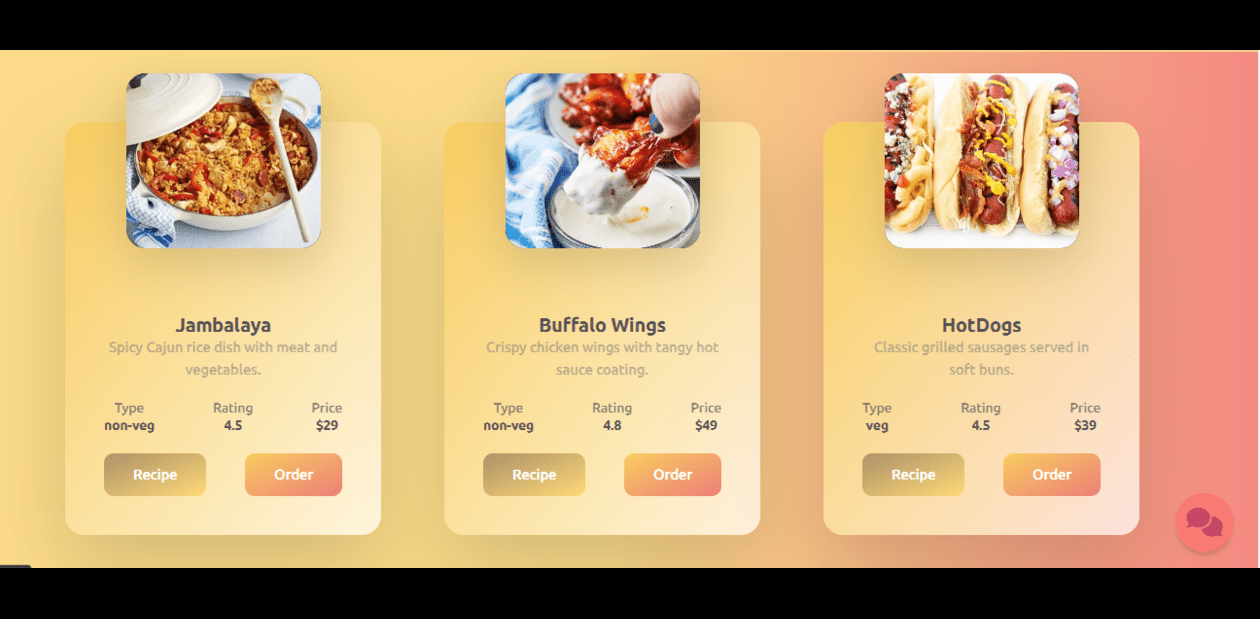 Jambalaya
Spicy Cajun rice dish with meat and
vegetables.
Type Rating Price
non-veg 4.5 $29
Recipe Order
Buffalo Wings
Crispy chicken wings with tangy hot
sauce coating.
Type Rating Price
non-veg 4.8 $49
Recipe Order
HotDogs
Classic grilled sausages served in
soft buns.
Type Rating Price
veg 4.5 $39
Recipe Order